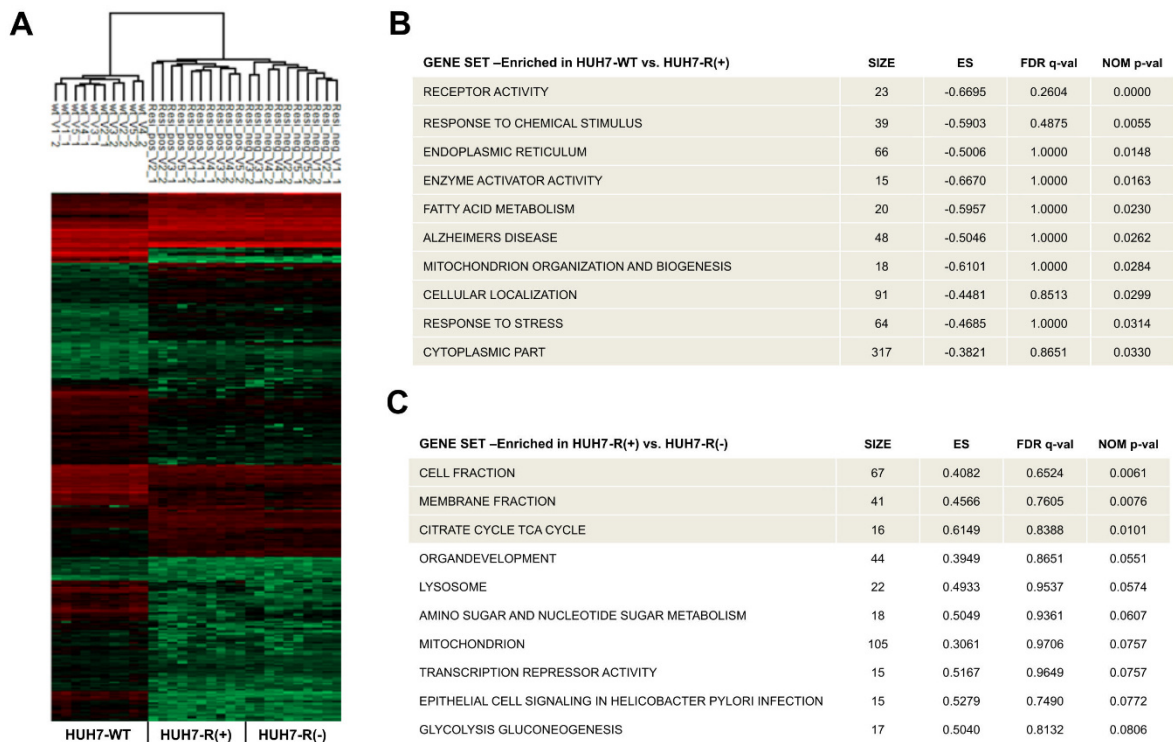 A
wt_V1_2
wt_V1_1
wt_V5_1
wt_V4_1
wt_V3_1
wt_V2_1
wt_V3_2
wt_V2_2
wt_V5_2
HUH7-WT HUH7-R(+) HUH7-R(-)
B
GENE SET –Enriched in HUH7-WT vs. HUH7-R(+) SIZE ES FDR q-val NOM p-val
RECEPTOR ACTIVITY 23 -0.6695 0.2604 0.0000
RESPONSE TO CHEMICAL STIMULUS 39 -0.5903 0.4875 0.0055
ENDOPLASMIC RETICULUM 66 -0.5006 1.0000 0.0148
ENZYME ACTIVATOR ACTIVITY 15 -0.6670 1.0000 0.0163
FATTY ACID METABOLISM 20 -0.5957 1.0000 0.0230
ALZHEIMERS DISEASE 48 -0.5046 1.0000 0.0262
MITOCHONDRION ORGANIZATION AND BIOGENESIS 18 -0.6101 1.0000 0.0284
CELLULAR LOCALIZATION 91 -0.4481 0.8513 0.0299
RESPONSE TO STRESS 64 -0.4685 1.0000 0.0314
CYTOPLASMIC PART 317 -0.3821 0.8651 0.0330
C
GENE SET –Enriched in HUH7-R(+) vs. HUH7-R(-) SIZE ES FDR q-val NOM p-val
CELL FRACTION 67 0.4082 0.6524 0.0061
MEMBRANE FRACTION 41 0.4566 0.7605 0.0076
CITRATE CYCLE TCA CYCLE 16 0.6149 0.8388 0.0101
ORGANDEVELOPMENT 44 0.3949 0.8651 0.0551
LYSOSOME 22 0.4933 0.9537 0.0574
AMINO SUGAR AND NUCLEOTIDE SUGAR METABOLISM 18 0.5049 0.9361 0.0607
MITOCHONDRION 105 0.3061 0.9706 0.0757
TRANSCRIPTION REPRESSOR ACTIVITY 15 0.5167 0.9649 0.0757
EPITHELIAL CELL SIGNALING IN HELICOBACTER PYLORI INFECTION 15 0.5279 0.7490 0.0772
GLYCOLYSIS GLUCONEOGENESIS 17 0.5040 0.8132 0.0806